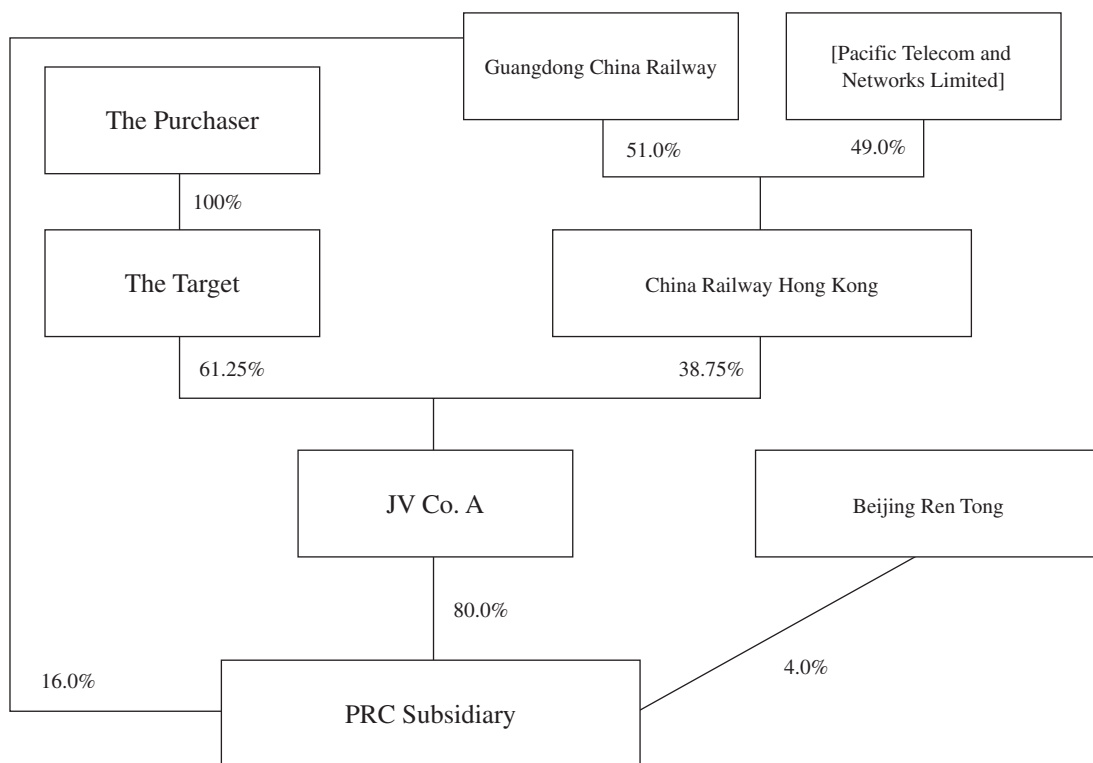 Guangdong China Railway
[Pacific Telecom and
Networks Limited]
The Purchaser
51.0%
49.0%
100%
The Target
China Railway Hong Kong
61.25%
38.75%
JV Co. A
Beijing Ren Tong
80.0%
4.0%
16.0%
PRC Subsidiary